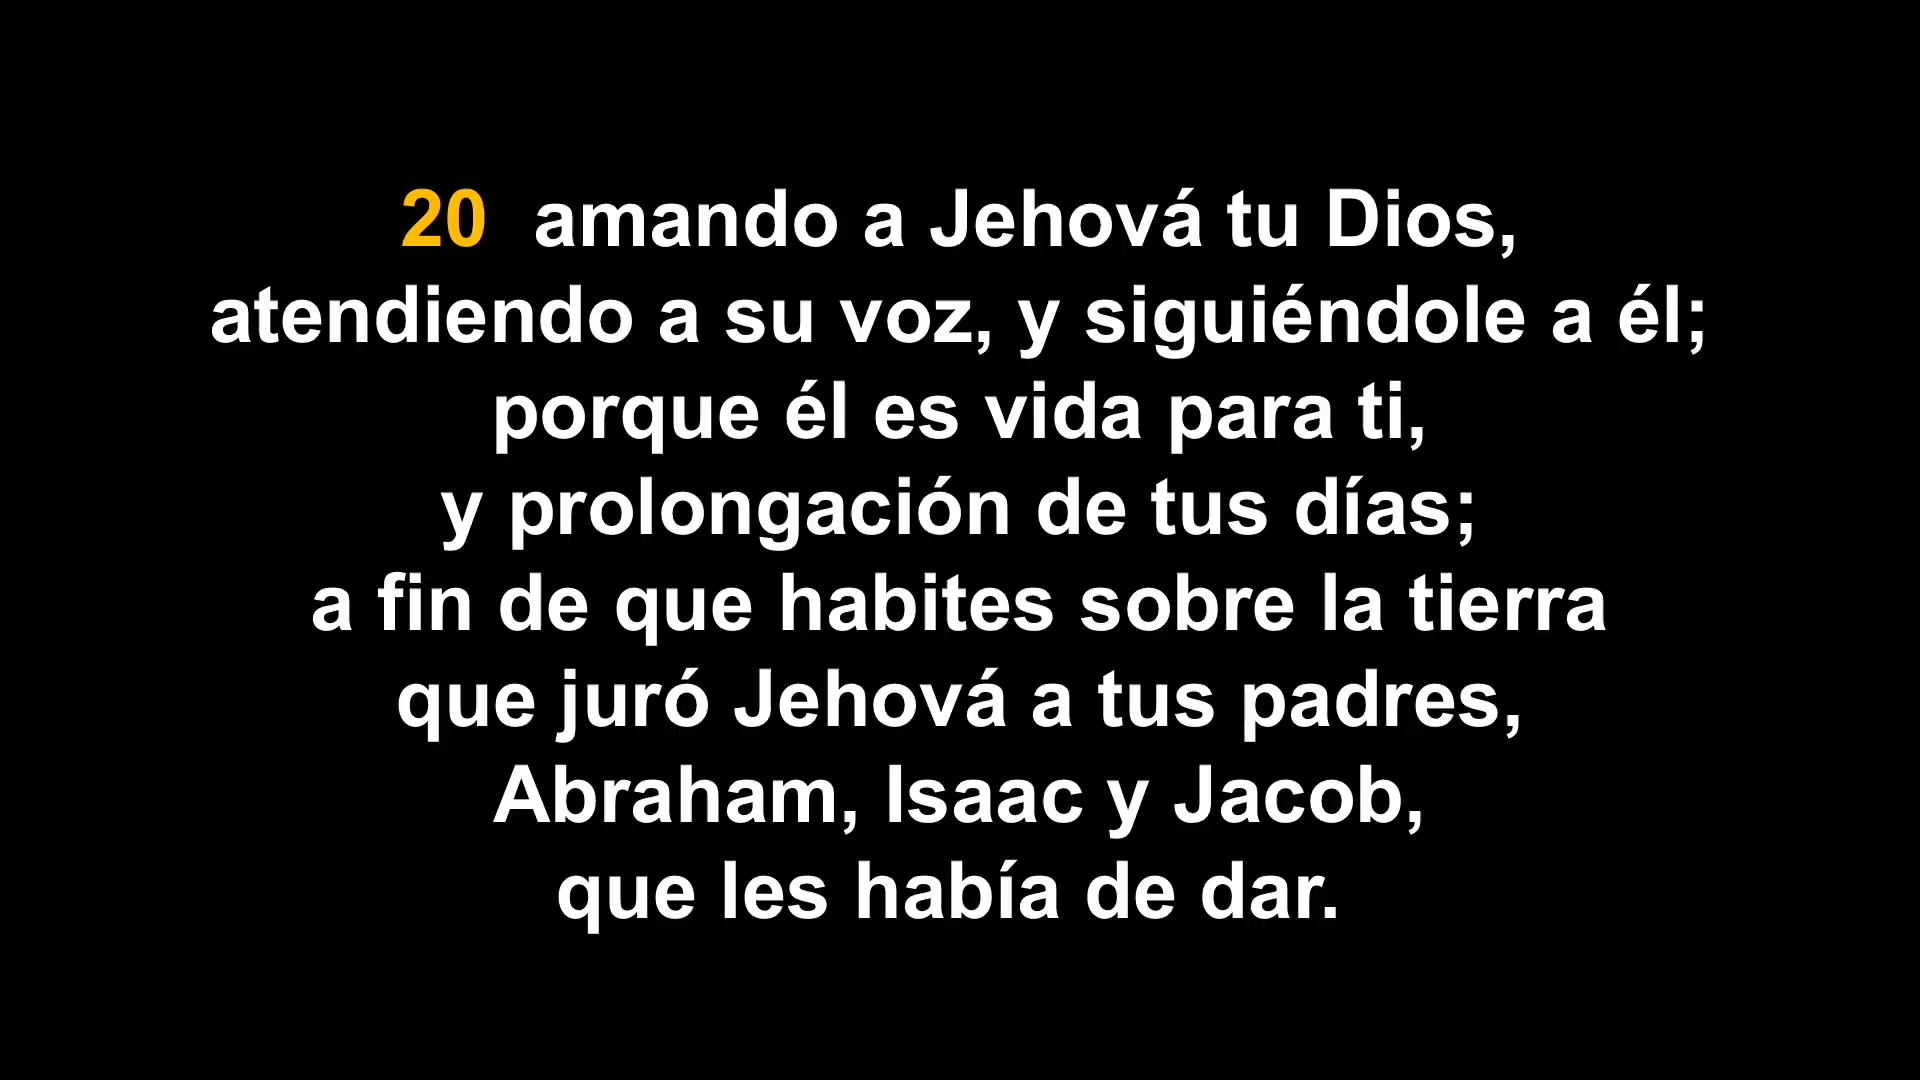 20 amando a Jehová tu Dios,
atendiendo a su voz, y siguiéndole a él;
porque él es vida para ti,
y prolongación de tus días;
a fin de que habites sobre la tierra
que juró Jehová a tus padres,
Abraham, Isaac y Jacob,
que les había de dar.